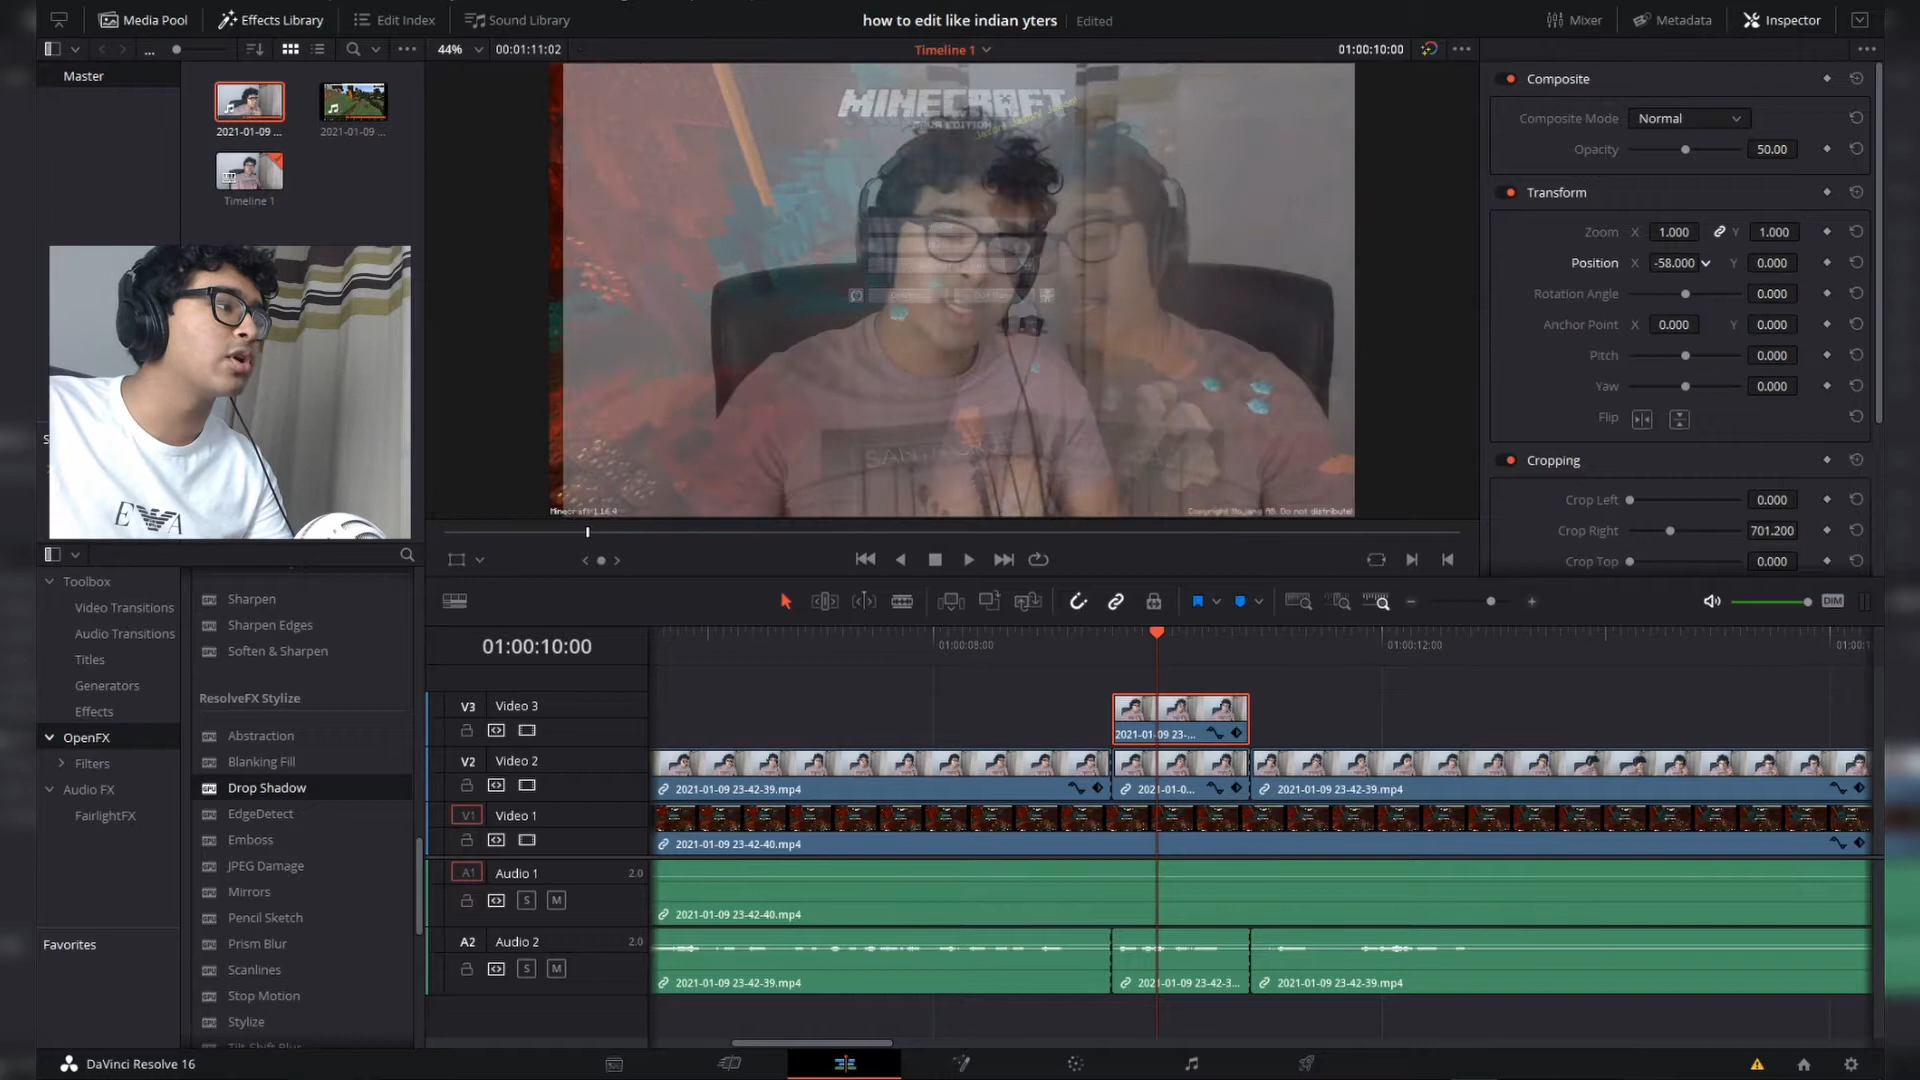 Media Pool
Effects Library
Edit Index
Sound Library
how to edit like indian yters
Edited
Mixer
Metadata
Inspector
...
44%
00:01:11:02
Timeline 1
01:00:10:00
Master
2021-01-09 ...
2021-01-09 ...
Timeline 1
MINECRAFT
JAVA EDITION
Minecraft 1.16.4
Copyright Mojang AB. Do not distribute!
Composite
Composite Mode
Normal
Opacity
50.00
Transform
Zoom X 1.000 Y 1.000
Position X -58.000 Y 0.000
Rotation Angle 0.000
Anchor Point X 0.000 Y 0.000
Pitch 0.000
Yaw 0.000
Flip
Cropping
Crop Left 0.000
Crop Right 701.200
Crop Top 0.000
Toolbox
Video Transitions
Audio Transitions
Titles
Generators
Effects
OpenFX
Filters
Audio FX
FairlightFX
Favorites
Sharpen
Sharpen Edges
Soften & Sharpen
ResolveFX Stylize
Abstraction
Blanking Fill
Drop Shadow
EdgeDetect
Emboss
JPEG Damage
Mirrors
Pencil Sketch
Prism Blur
Scanlines
Stop Motion
Stylize
Tilt-Shift Blur
DIM
01:00:10:00
01:00:08:00
01:00:12:00
V3 Video 3
2021-01-09 23-...
V2 Video 2
2021-01-09 23-42-39.mp4
2021-01-0...
2021-01-09 23-42-39.mp4
V1 Video 1
2021-01-09 23-42-40.mp4
A1 Audio 1 2.0
S M
2021-01-09 23-42-40.mp4
A2 Audio 2 2.0
S M
2021-01-09 23-42-39.mp4
2021-01-09 23-42-3...
2021-01-09 23-42-39.mp4
DaVinci Resolve 16